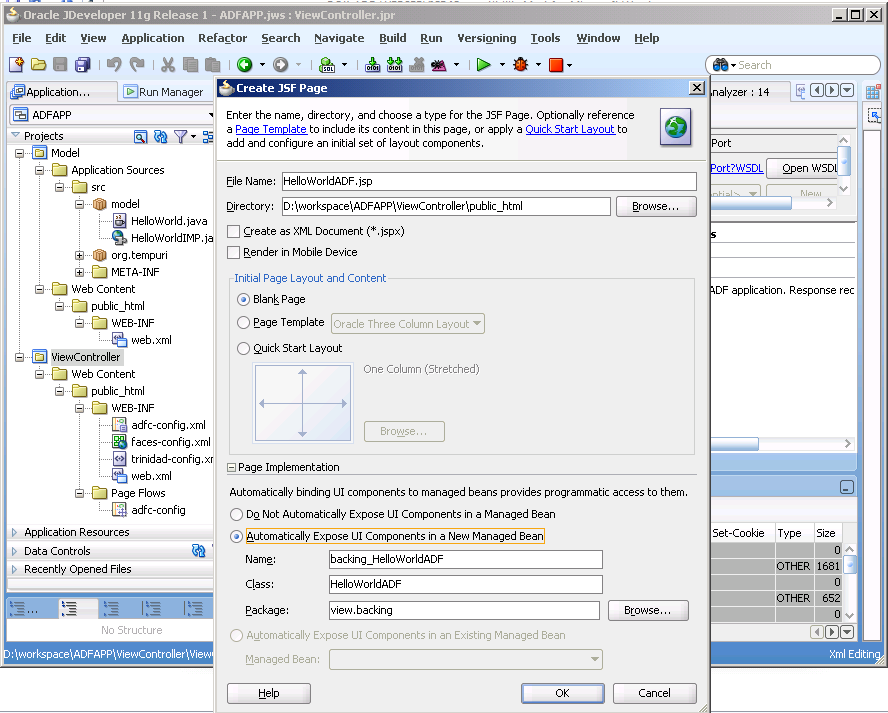 Oracle JDeveloper 11g Release 1 - ADFAPP.jws : ViewController.jpr
File Edit View Application Refactor Search Navigate Build Run Versioning Tools Window Help
Search
Application... Run Manager
ADFAPP
Projects
Model
Application Sources
src
model
HelloWorld.java
HelloWorldIMP.ja
org.tempuri
META-INF
Web Content
public_html
WEB-INF
web.xml
ViewController
Web Content
public_html
WEB-INF
adfc-config.xml
faces-config.xml
trinidad-config.xm
web.xml
Page Flows
adfc-config
Application Resources
Data Controls
Recently Opened Files
No Structure
D:\workspace\ADFAPP\ViewController\ViewC
Create JSF Page
Enter the name, directory, and choose a type for the JSF Page. Optionally reference
a Page Template to include its content in this page, or apply a Quick Start Layout to
add and configure an initial set of layout components.
File Name: HelloWorldADF.jsp
Directory: D:\workspace\ADFAPP\ViewController\public_html Browse...
Create as XML Document (*.jspx)
Render in Mobile Device
Initial Page Layout and Content
Blank Page
Page Template Oracle Three Column Layout
Quick Start Layout
One Column (Stretched)
Browse...
Page Implementation
Automatically binding UI components to managed beans provides programmatic access to them.
Do Not Automatically Expose UI Components in a Managed Bean
Automatically Expose UI Components in a New Managed Bean
Name: backing_HelloWorldADF
Class: HelloWorldADF
Package: view.backing Browse...
Automatically Expose UI Components in an Existing Managed Bean
Managed Bean:
Help OK Cancel
nalyzer : 14
Port
Port?WSDL Open WSDL
ential> New
s
ADF application. Response rec
Set-Cookie Type Size
0
OTHER 1681
0
OTHER 652
0
Xml Editing